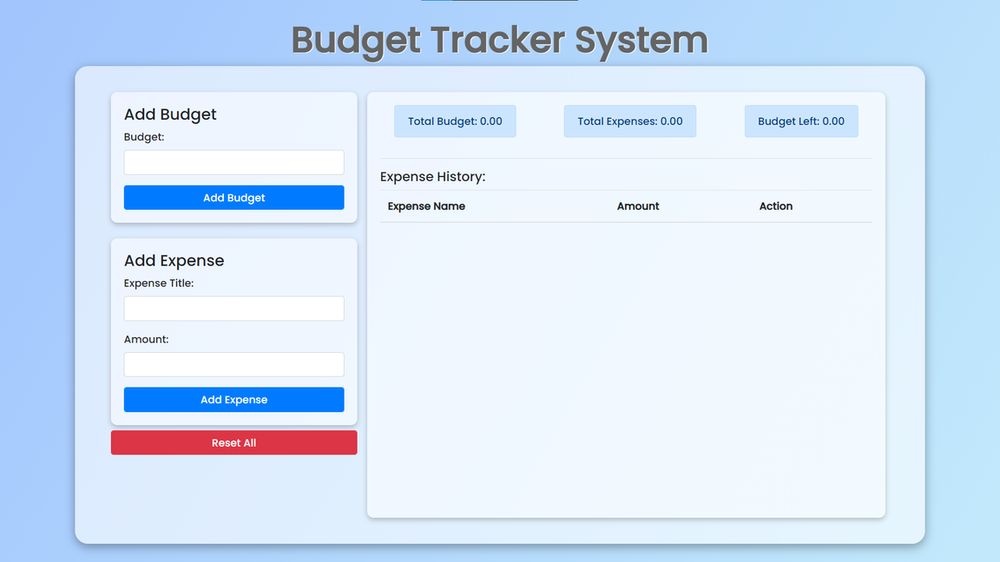 Budget Tracker System
Add Budget
Budget:
Add Budget
Add Expense
Expense Title:
Amount:
Add Expense
Reset All
Total Budget: 0.00 Total Expenses: 0.00 Budget Left: 0.00
Expense History:
Expense Name Amount Action